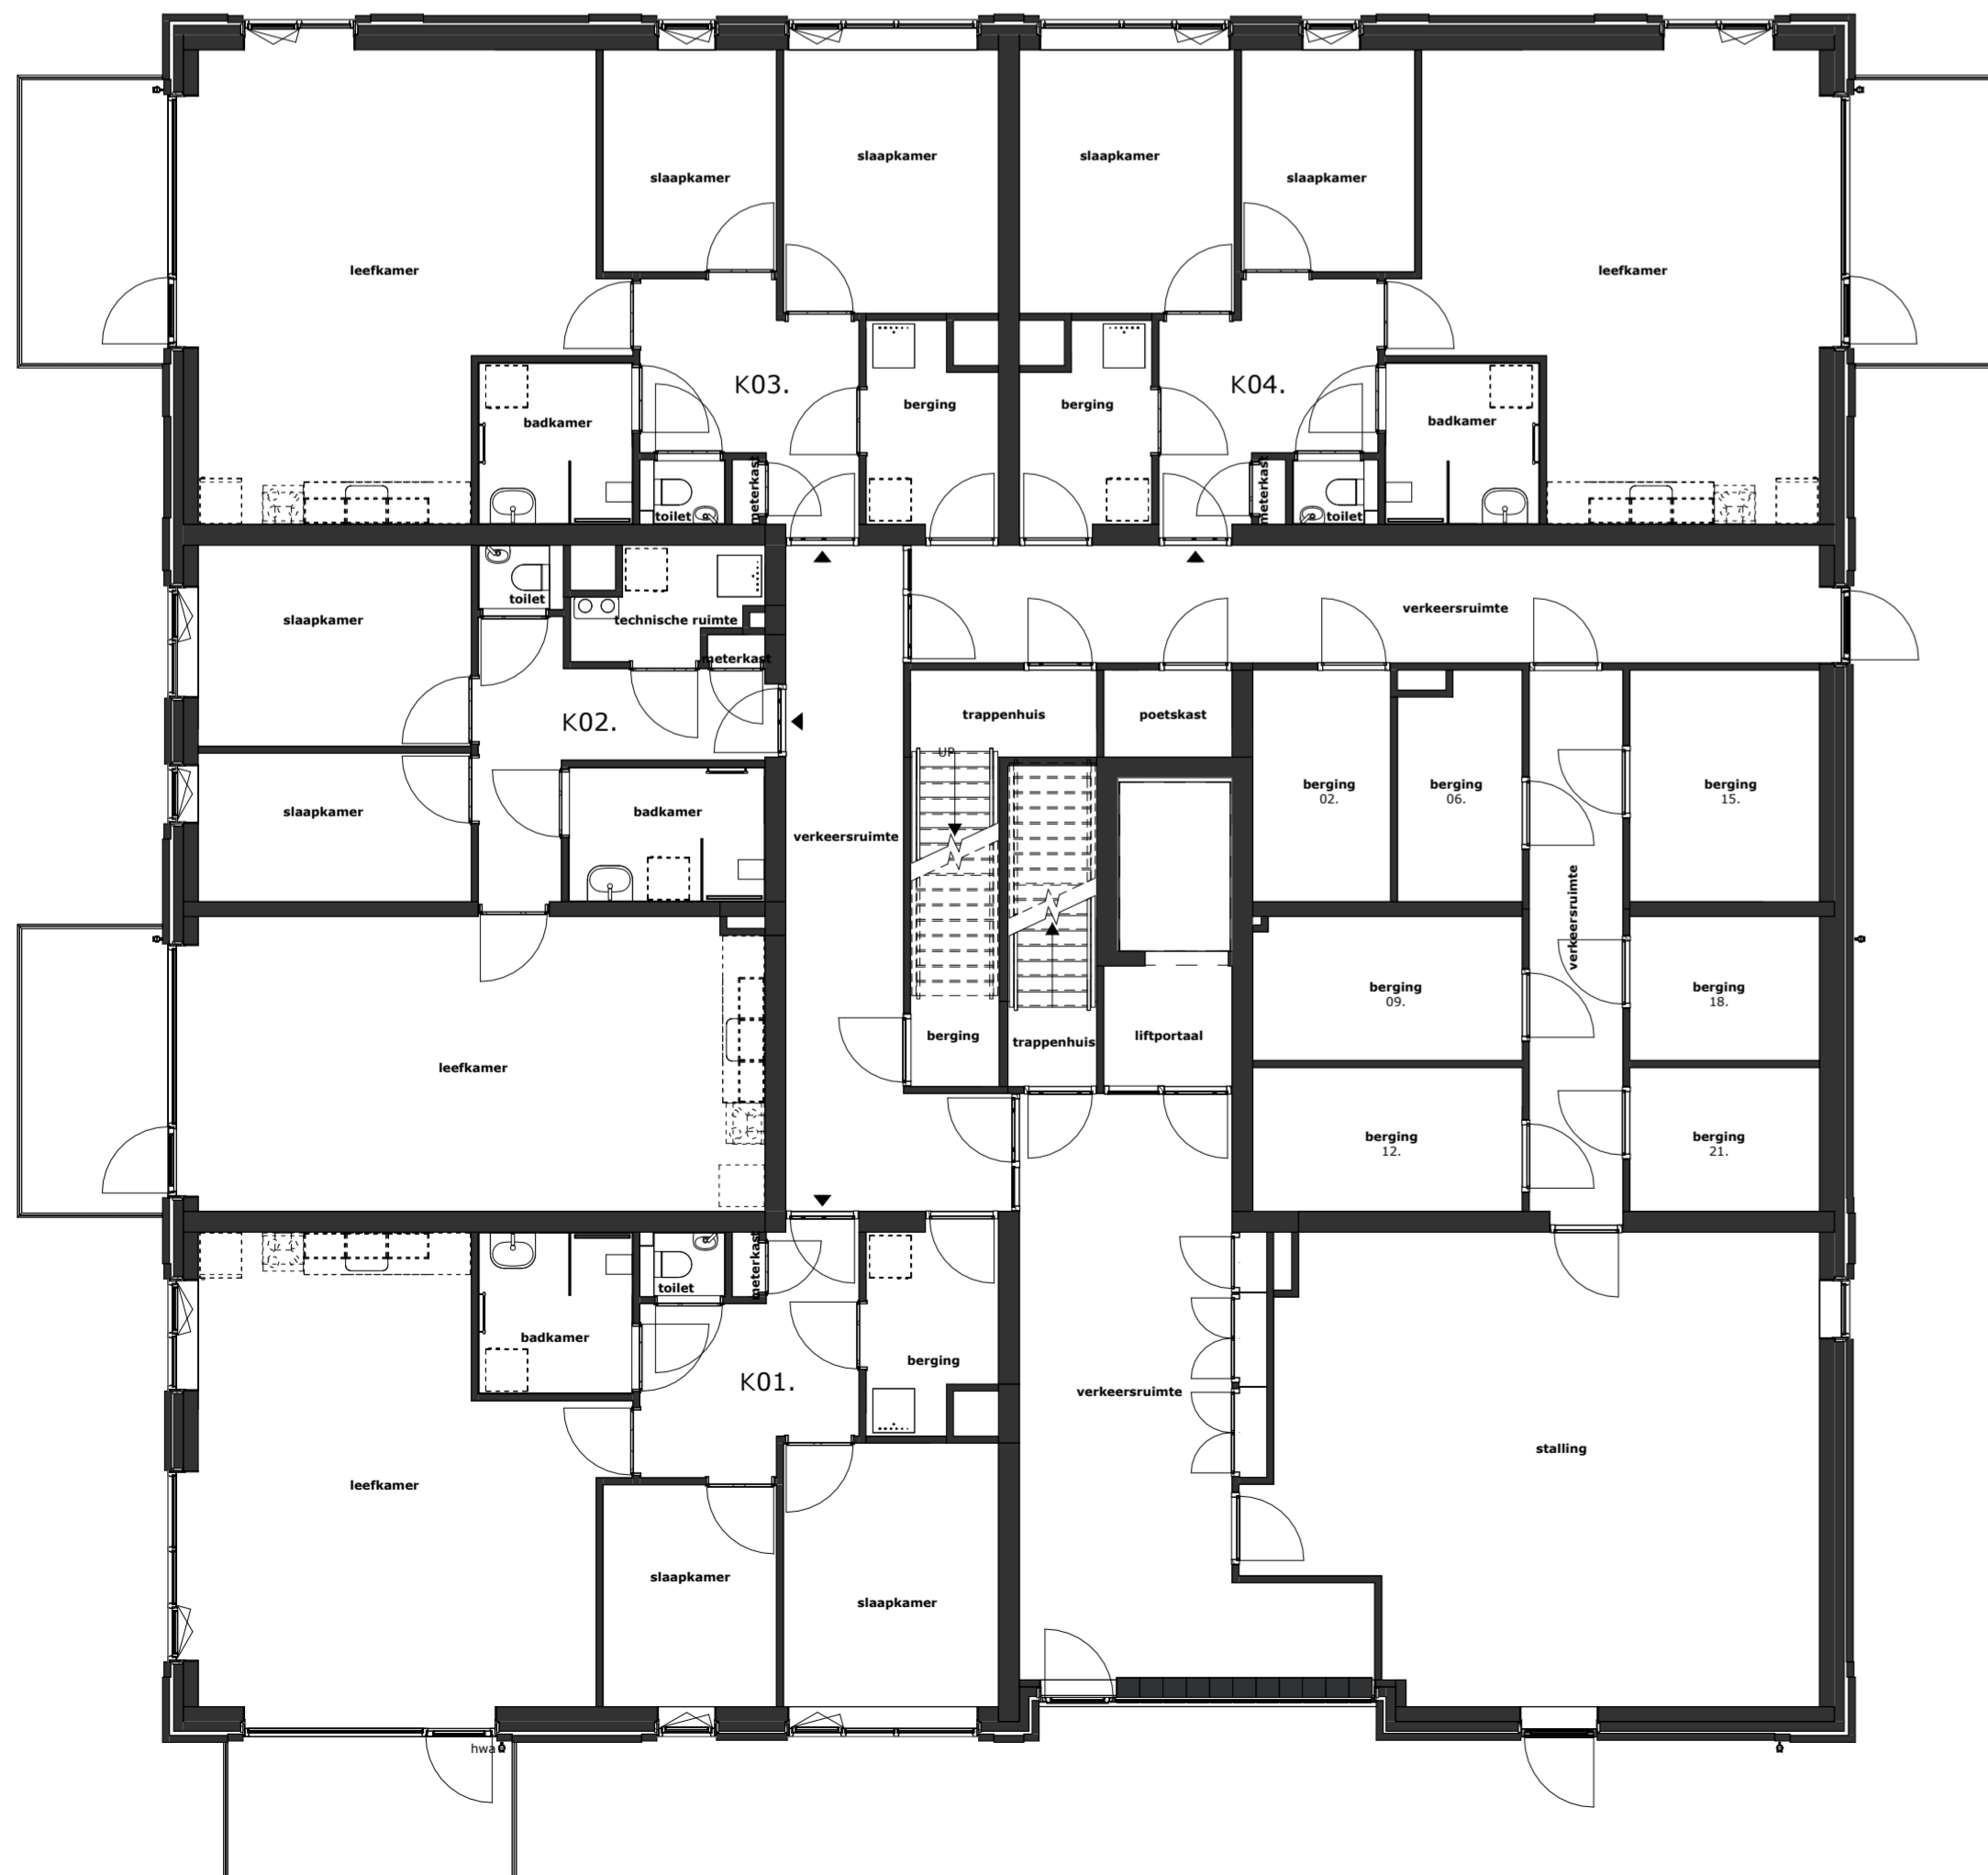 slaapkamer
slaapkamer
slaapkamer
slaapkamer
leefkamer
leefkamer
K03.
K04.
berging
berging
badkamer
badkamer
meterkast
meterkast
toilet
toilet
toilet
slaapkamer
technische ruimte
verkeersruimte
meterkast
K02.
trappenhuis
poetskast
UP
berging
02.
berging
06.
berging
15.
slaapkamer
badkamer
verkeersruimte
verkeersruimte
berging
09.
berging
18.
berging
trappenhuis
liftportaal
leefkamer
berging
12.
berging
21.
meterkast
toilet
badkamer
berging
K01.
verkeersruimte
stalling
leefkamer
slaapkamer
slaapkamer
hwa